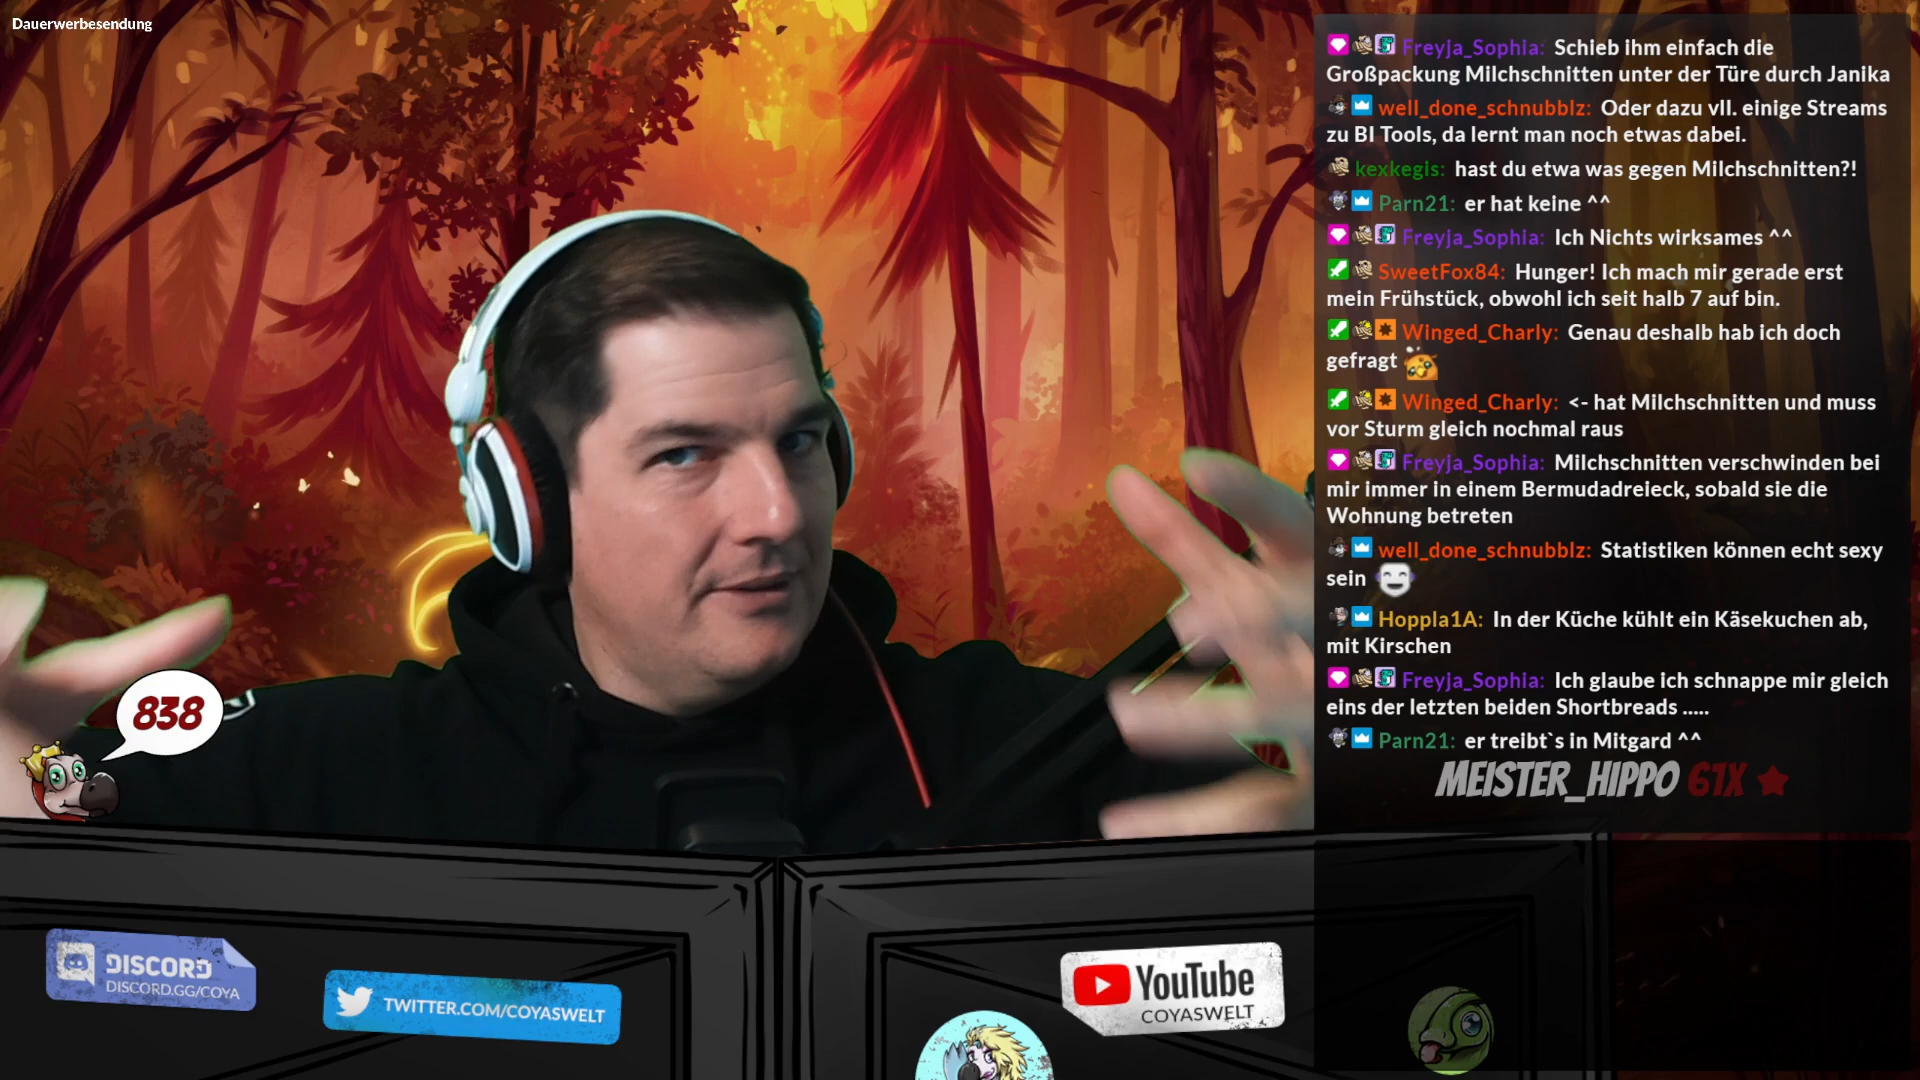 Dauerwerbesendung
Freyja_Sophia: Schieb ihm einfach die
Großpackung Milchschnitten unter der Türe durch Janika
well_done_schnubblz: Oder dazu vll. einige Streams
zu BI Tools, da lernt man noch etwas dabei.
kexkegis: hast du etwa was gegen Milchschnitten?!
Parn21: er hat keine ^^
Freyja_Sophia: Ich Nichts wirksames ^^
SweetFox84: Hunger! Ich mach mir gerade erst
mein Frühstück, obwohl ich seit halb 7 auf bin.
Winged_Charly: Genau deshalb hab ich doch
gefragt
Winged_Charly: <- hat Milchschnitten und muss
vor Sturm gleich nochmal raus
Freyja_Sophia: Milchschnitten verschwinden bei
mir immer in einem Bermudadreieck, sobald sie die
Wohnung betreten
well_done_schnubblz: Statistiken können echt sexy
sein
Hoppla1A: In der Küche kühlt ein Käsekuchen ab,
mit Kirschen
Freyja_Sophia: Ich glaube ich schnappe mir gleich
eins der letzten beiden Shortbreads .....
Parn21: er treibt`s in Mitgard ^^
MEISTER_HIPPO 61X
838
DISCORD
DISCORD.GG/COYA
TWITTER.COM/COYASWELT
YouTube
COYASWELT